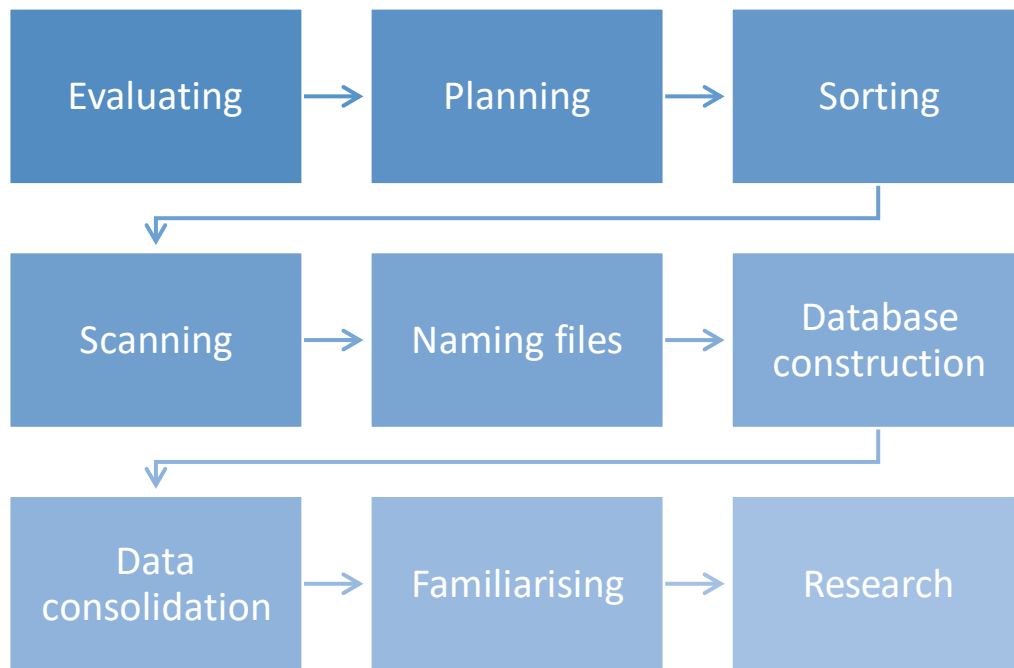 Evaluating
Planning
Sorting
Scanning
Naming files
Database
construction
Data
consolidation
Familiarising
Research